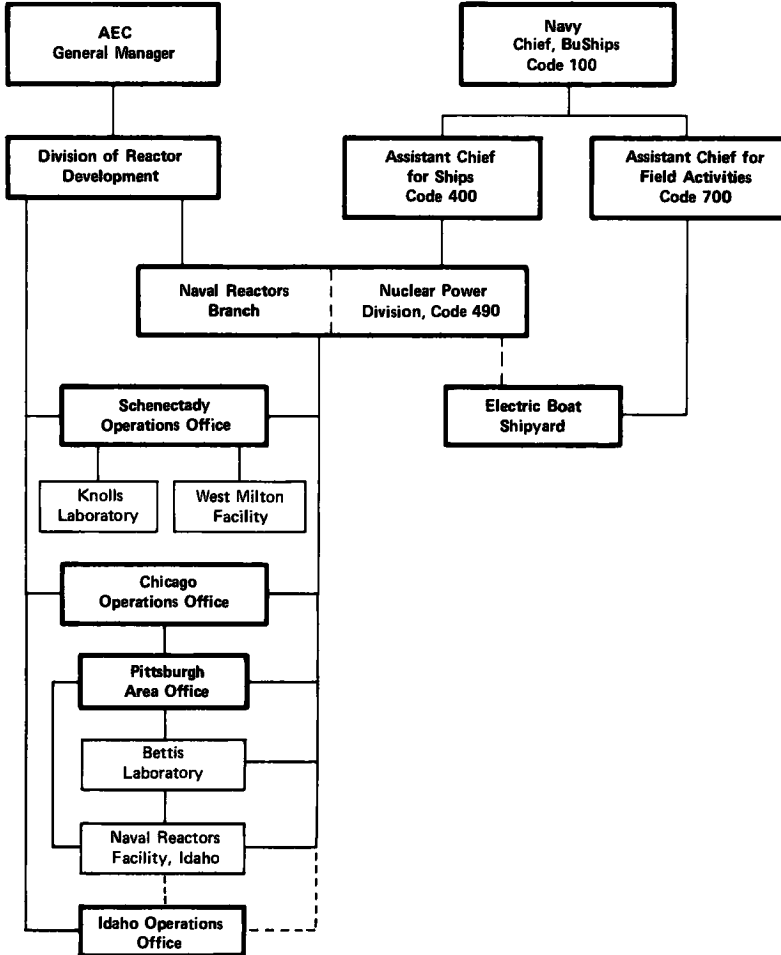 AEC
General Manager
Navy
Chief, BuShips
Code 100
Division of Reactor
Development
Assistant Chief
for Ships
Code 400
Assistant Chief for
Field Activities
Code 700
Naval Reactors
Branch
Nuclear Power
Division, Code 490
Schenectady
Operations Office
Electric Boat
Shipyard
Knolls
Laboratory
West Milton
Facility
Chicago
Operations Office
Pittsburgh
Area Office
Bettis
Laboratory
Naval Reactors
Facility, Idaho
Idaho Operations
Office